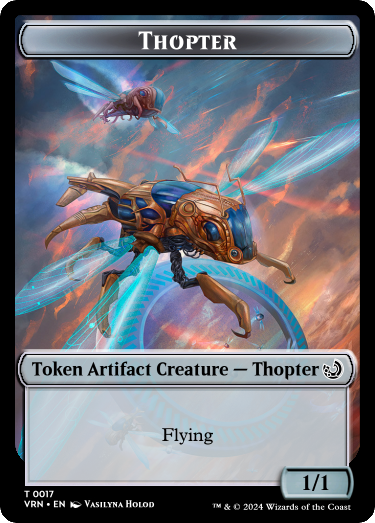 THOPTER
Token Artifact Creature — Thopter
Flying
1/1
T 0017
VRN • EN VASILYNA HOLOD
™ & © 2024 Wizards of the Coast